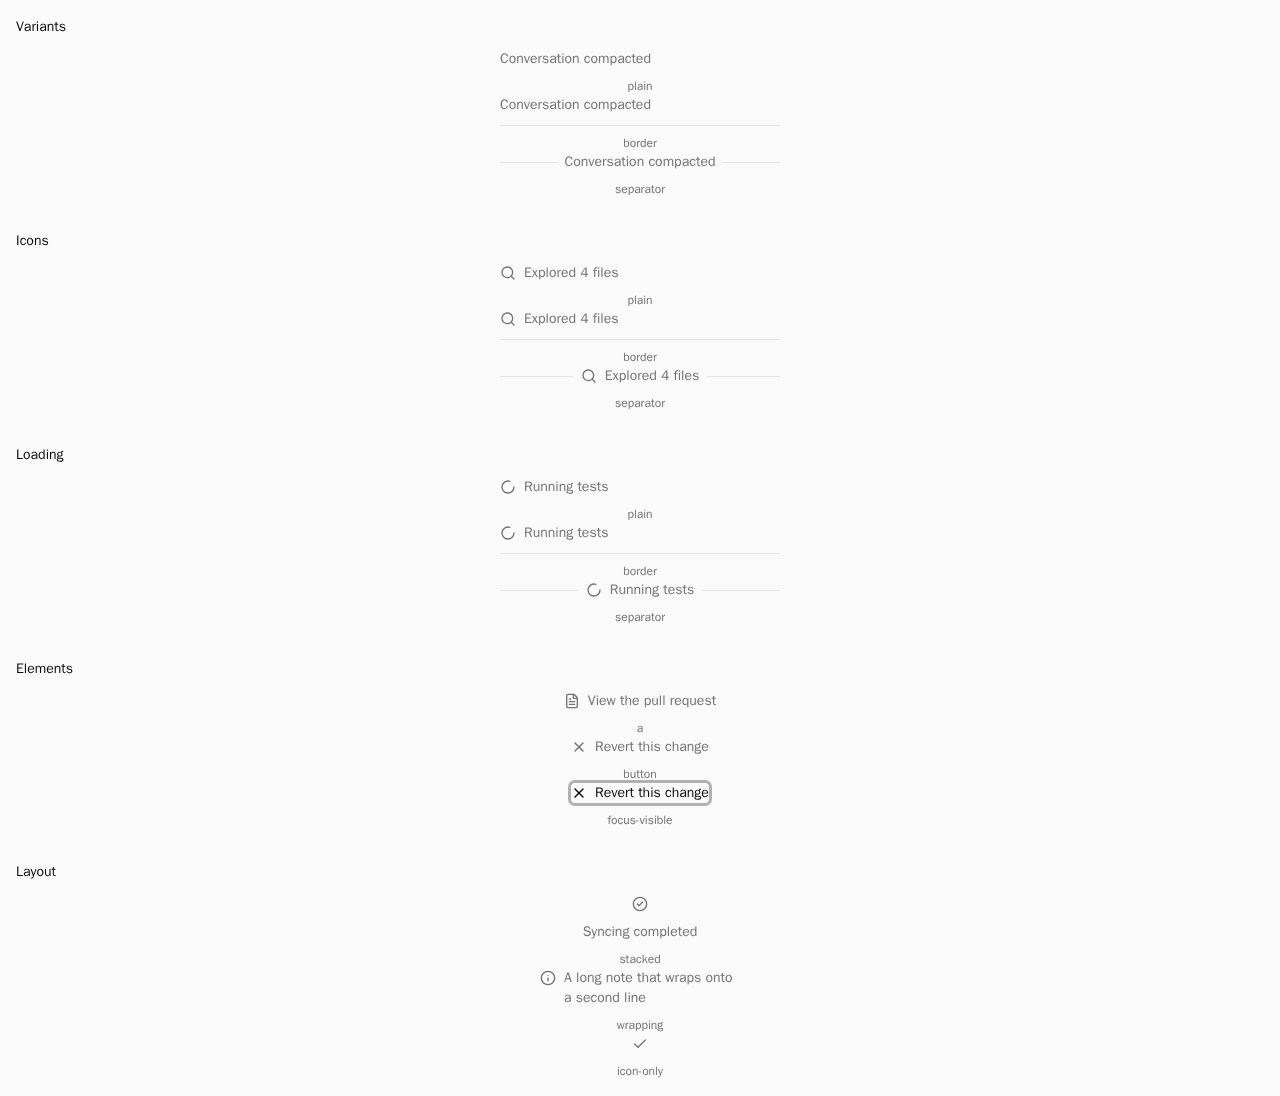 Variants
Conversation compacted
plain
Conversation compacted
border
Conversation compacted
separator
Icons
Explored 4 files
plain
Explored 4 files
border
Explored 4 files
separator
Loading
Running tests
plain
Running tests
border
Running tests
separator
Elements
View the pull request
a
Revert this change
button
Revert this change
focus-visible
Layout
Syncing completed
stacked
A long note that wraps onto
a second line
wrapping
icon-only